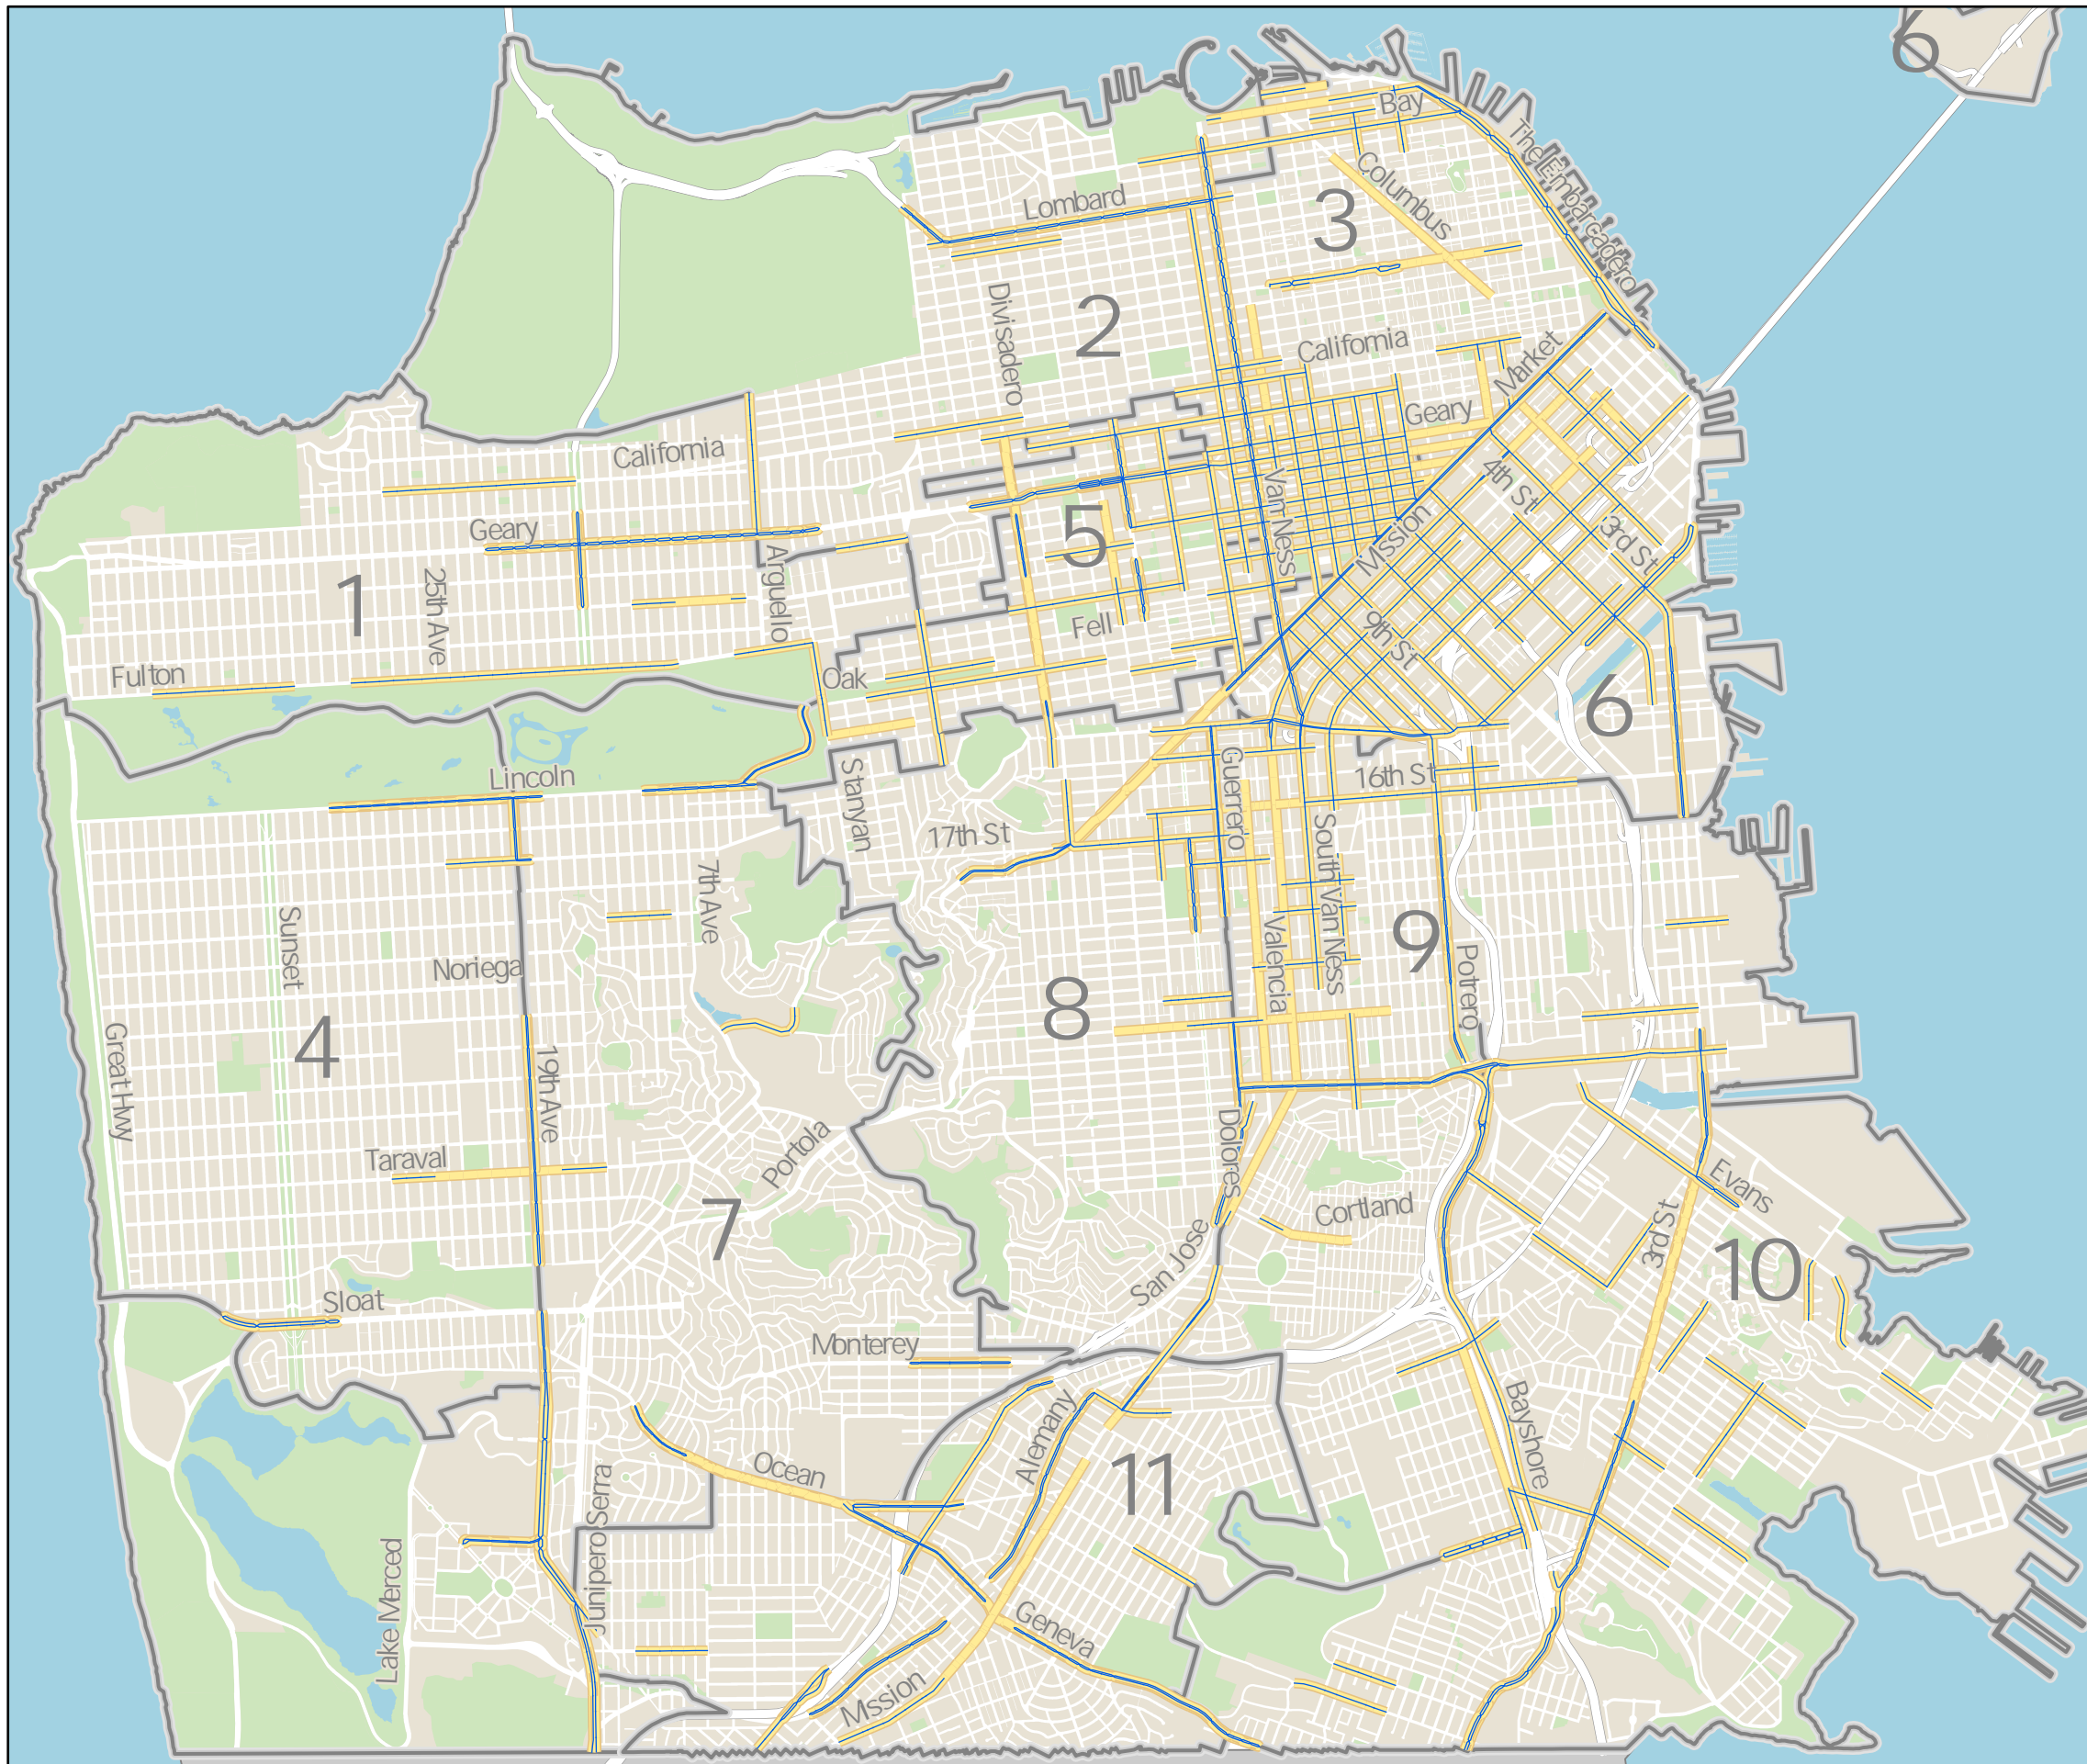 6
Bay
The Embarcadero
Columbus
Lombard
3
Divisadero
2
California
Market
Geary
California
Van Ness
4th St
Geary
5
Mssion
3rd St
Arguello
1
25th Ave
Fell
9th St
Fulton
Oak
6
Lincoln
Stanyan
Guerrero
16th St
17th St
South Van Ness
7th Ave
Sunset
9
Noriega
Valencia
Potrero
8
4
Great Hwy
19th Ave
Taraval
Portola
Dolores
Evans
7
Cortland
3rd St
San Jose
10
Sloat
Monterey
Bayshore
Alemany
Ocean
11
Junipero Serra
Lake Merced
Geneva
Mssion